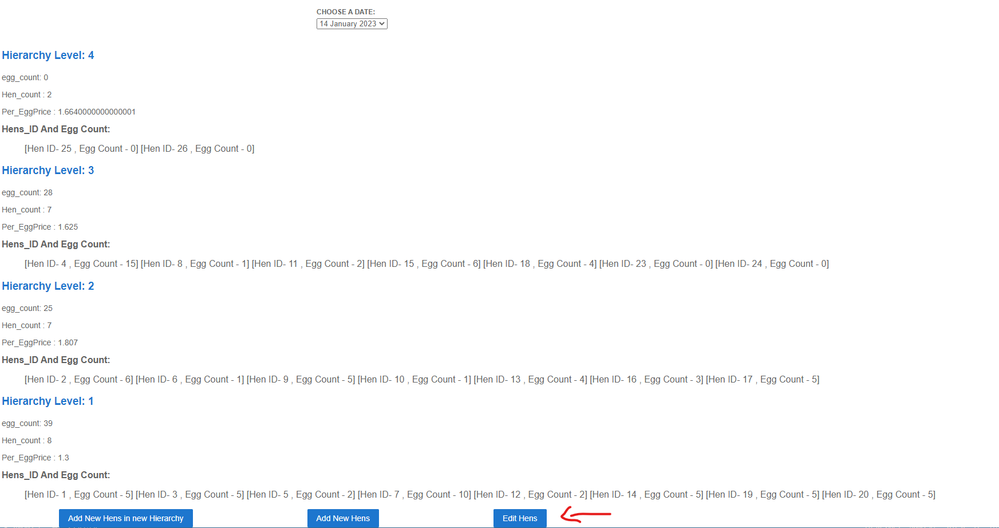 CHOOSE A DATE:
14 January 2023
Hierarchy Level: 4
egg_count: 0
Hen_count : 2
Per_EggPrice : 1.6640000000000001
Hens_ID And Egg Count:
[Hen ID- 25 , Egg Count - 0] [Hen ID- 26 , Egg Count - 0]
Hierarchy Level: 3
egg_count: 28
Hen_count : 7
Per_EggPrice : 1.625
Hens_ID And Egg Count:
[Hen ID- 4 , Egg Count - 15] [Hen ID- 8 , Egg Count - 1] [Hen ID- 11 , Egg Count - 2] [Hen ID- 15 , Egg Count - 6] [Hen ID- 18 , Egg Count - 4] [Hen ID- 23 , Egg Count - 0] [Hen ID- 24 , Egg Count - 0]
Hierarchy Level: 2
egg_count: 25
Hen_count : 7
Per_EggPrice : 1.807
Hens_ID And Egg Count:
[Hen ID- 2 , Egg Count - 6] [Hen ID- 6 , Egg Count - 1] [Hen ID- 9 , Egg Count - 5] [Hen ID- 10 , Egg Count - 1] [Hen ID- 13 , Egg Count - 4] [Hen ID- 16 , Egg Count - 3] [Hen ID- 17 , Egg Count - 5]
Hierarchy Level: 1
egg_count: 39
Hen_count : 8
Per_EggPrice : 1.3
Hens_ID And Egg Count:
[Hen ID- 1 , Egg Count - 5] [Hen ID- 3 , Egg Count - 5] [Hen ID- 5 , Egg Count - 2] [Hen ID- 7 , Egg Count - 10] [Hen ID- 12 , Egg Count - 2] [Hen ID- 14 , Egg Count - 5] [Hen ID- 19 , Egg Count - 5] [Hen ID- 20 , Egg Count - 5]
Add New Hens in new Hierarchy
Add New Hens
Edit Hens